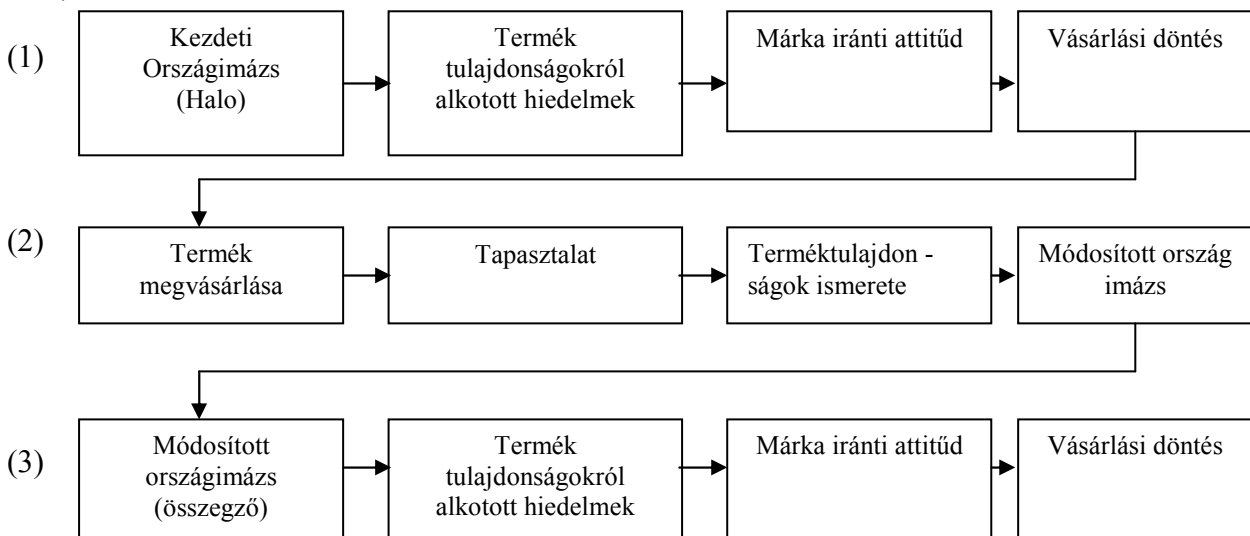 (1)
Kezdeti
Országimázs
(Halo)
Termék
tulajdonságokról
alkotott hiedelmek
Márka iránti attitűd
Vásárlási döntés
(2)
Termék
megvásárlása
Tapasztalat
Terméktulajdon -
ságok ismerete
Módosított ország
imázs
(3)
Módosított
országimázs
(összegző)
Termék
tulajdonságokról
alkotott hiedelmek
Márka iránti attitűd
Vásárlási döntés